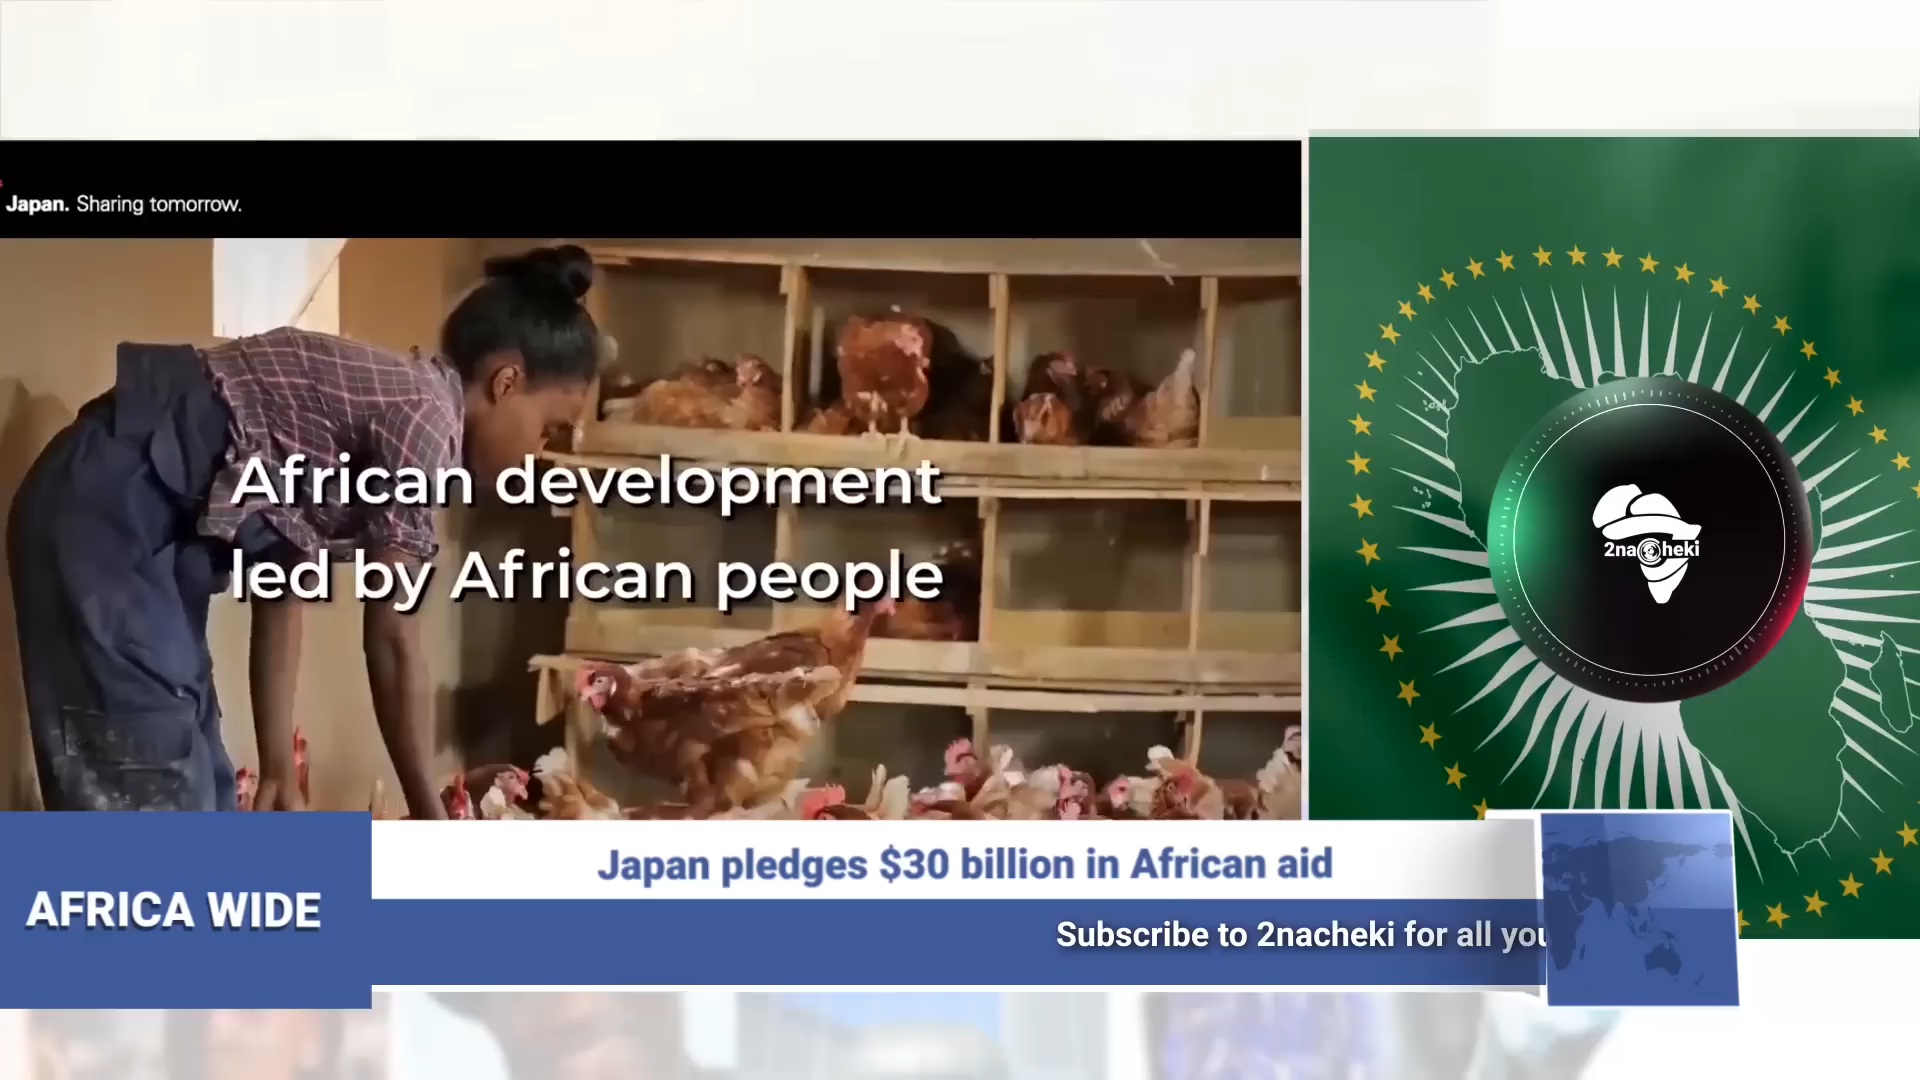 Japan. Sharing tomorrow.
African development
led by African people
2nacheki
Japan pledges $30 billion in African aid
AFRICA WIDE
Subscribe to 2nacheki for all you